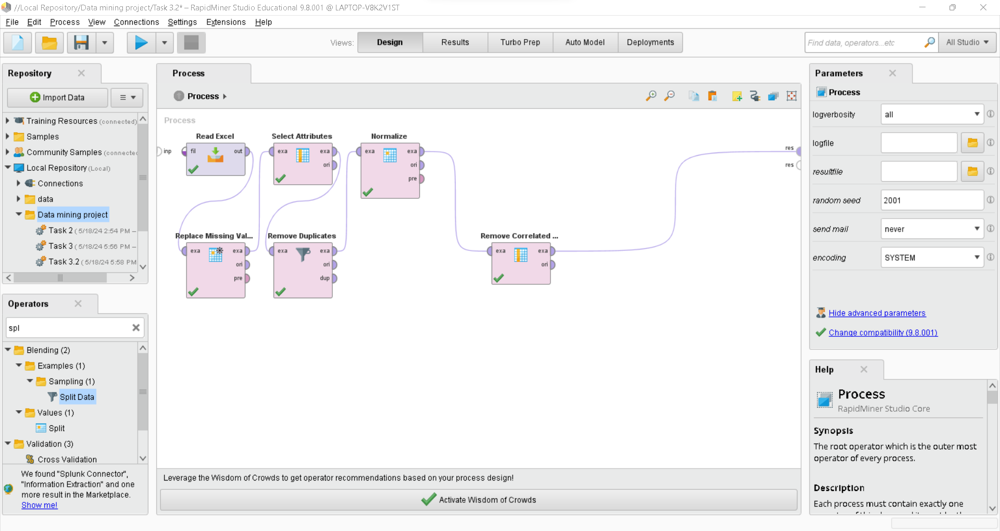 //Local Repository/Data mining project/Task 3.2* – RapidMiner Studio Educational 9.8.001 @ LAPTOP-V8K2V1ST
File Edit Process View Connections Settings Extensions Help
Views: Design Results Turbo Prep Auto Model Deployments
Find data, operators...etc
All Studio
Repository
Import Data
Training Resources (connected)
Samples
Community Samples (connected
Local Repository (Local)
Connections
data
Data mining project
Task 2 (5/18/24 2:54 PM –
Task 3 (5/18/24 5:56 PM –
Task 3.2 (5/18/24 5:58 PM
Operators
spl
Blending (2)
Examples (1)
Sampling (1)
Split Data
Values (1)
Split
Validation (3)
Cross Validation
We found "Splunk Connector",
"Information Extraction" and one
more result in the Marketplace.
Show me!
Process
Process
Process
inp
Read Excel
fil out
Select Attributes
exa exa
ori
Normalize
exa exa
ori
pre
Replace Missing Val...
exa exa
ori
pre
Remove Duplicates
exa exa
ori
dup
Remove Correlated ...
exa exa
ori
res
res
Leverage the Wisdom of Crowds to get operator recommendations based on your process design!
Activate Wisdom of Crowds
Parameters
Process
logverbosity all
logfile
resultfile
random seed 2001
send mail never
encoding SYSTEM
Hide advanced parameters
Change compatibility (9.8.001)
Help
Process
RapidMiner Studio Core
Synopsis
The root operator which is the outer most
operator of every process.
Description
Each process must contain exactly one